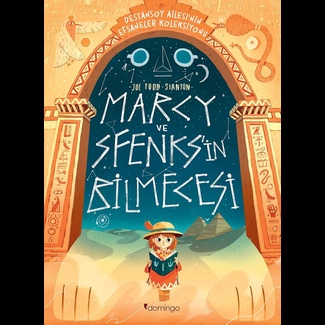 DESTANSOY AİLESİ'NİN
EFSANELER KOLEKSİYONU
JOE TODD-STANTON
MARCY
VE
SFENKS'İN
BİLMECESİ
domingo